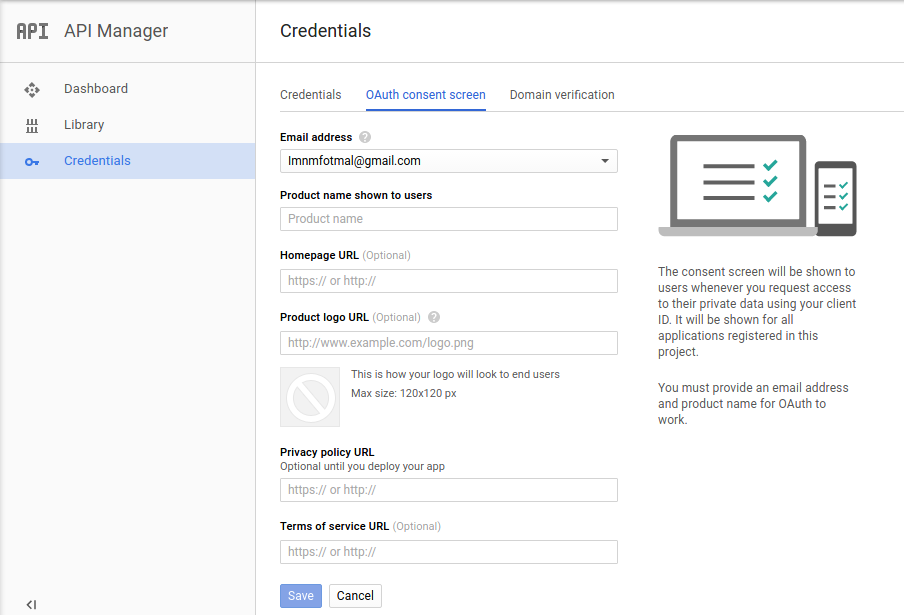 API API Manager
Credentials
Dashboard
Library
Credentials
Credentials OAuth consent screen Domain verification
Email address ?
lmnmfotmal@gmail.com
Product name shown to users
Product name
Homepage URL (Optional)
https:// or http://
Product logo URL (Optional) ?
http://www.example.com/logo.png
This is how your logo will look to end users
Max size: 120x120 px
Privacy policy URL
Optional until you deploy your app
https:// or http://
Terms of service URL (Optional)
https:// or http://
Save Cancel
The consent screen will be shown to
users whenever you request access
to their private data using your client
ID. It will be shown for all
applications registered in this
project.
You must provide an email address
and product name for OAuth to
work.